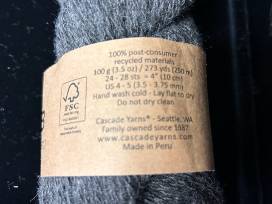 100% post-consumer
recycled materials
100 g (3.5 oz) / 273 yds (250 m)
24 - 28 sts = 4" (10 cm)
US 4 - 5 (3.5 - 3.75 mm)
Hand wash cold - Lay flat to dry
Do not dry clean
FSC
Cascade Yarns® - Seattle, WA
Family owned since 1987
www.cascadeyarns.com
Made in Peru